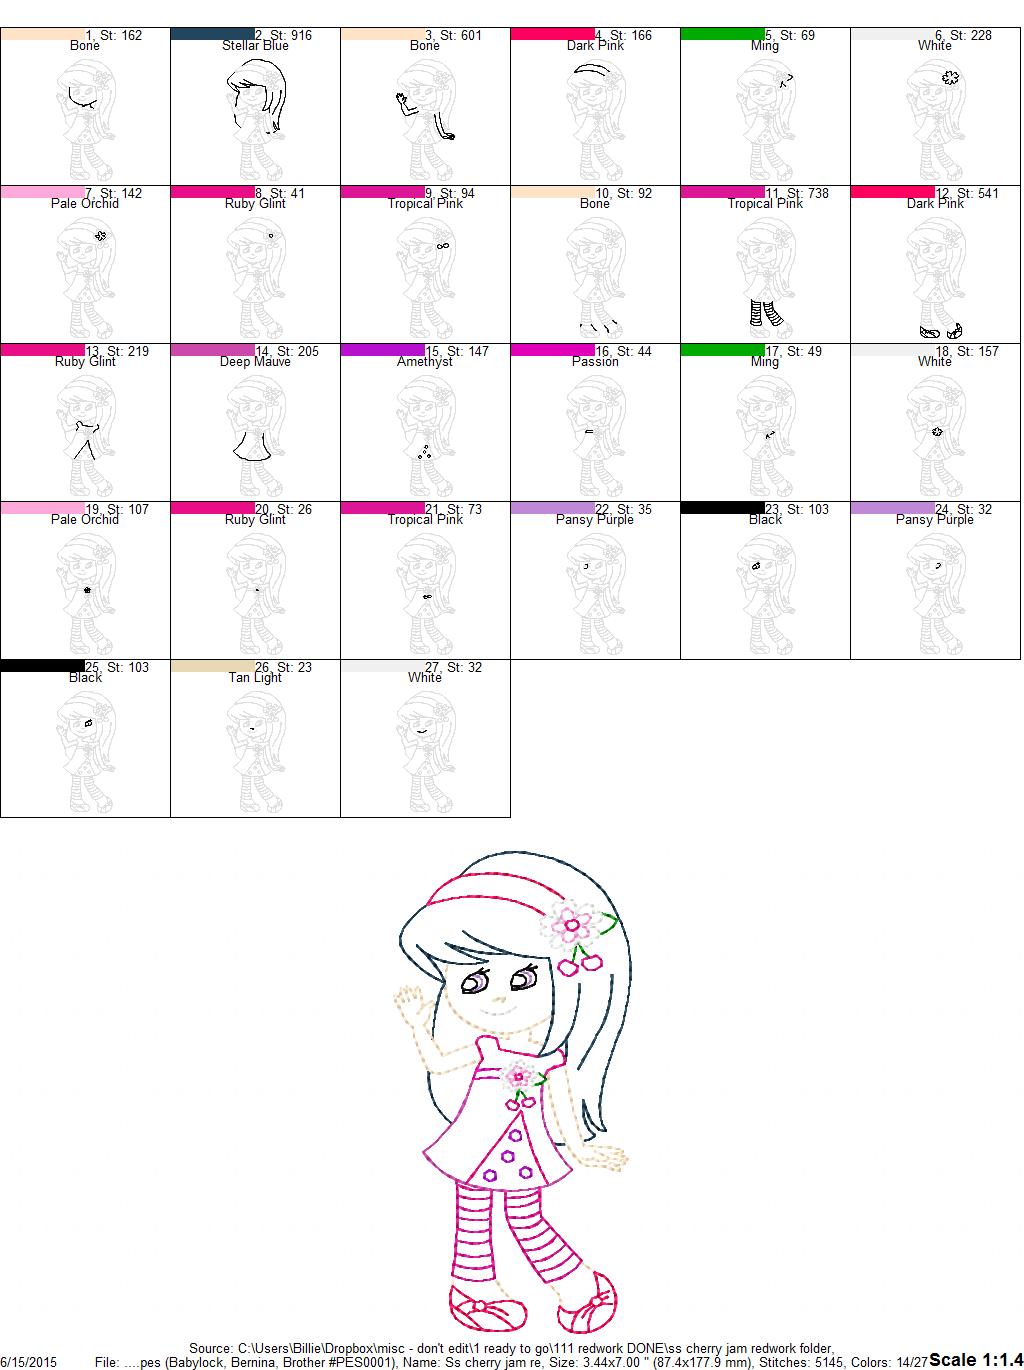 1, St: 162
Bone
2, St: 916
Stellar Blue
3, St: 601
Bone
4, St: 166
Dark Pink
5, St: 69
Ming
6, St: 228
White
7, St: 142
Pale Orchid
8, St: 41
Ruby Glint
9, St: 94
Tropical Pink
10, St: 92
Bone
11, St: 738
Tropical Pink
12, St: 541
Dark Pink
13, St: 219
Ruby Glint
14, St: 205
Deep Mauve
15, St: 147
Amethyst
16, St: 44
Passion
17, St: 49
Ming
18, St: 157
White
19, St: 107
Pale Orchid
20, St: 26
Ruby Glint
21, St: 73
Tropical Pink
22, St: 35
Pansy Purple
23, St: 103
Black
24, St: 32
Pansy Purple
25, St: 103
Black
26, St: 23
Tan Light
27, St: 32
White
Source: C:\Users\Billie\Dropbox\misc - don't edit\1 ready to go\111 redwork DONE\ss cherry jam redwork folder,
6/15/2015 File: ....pes (Babylock, Bernina, Brother #PES0001), Name: Ss cherry jam re, Size: 3.44x7.00 " (87.4x177.9 mm), Stitches: 5145, Colors: 14/27 Scale 1:1.4